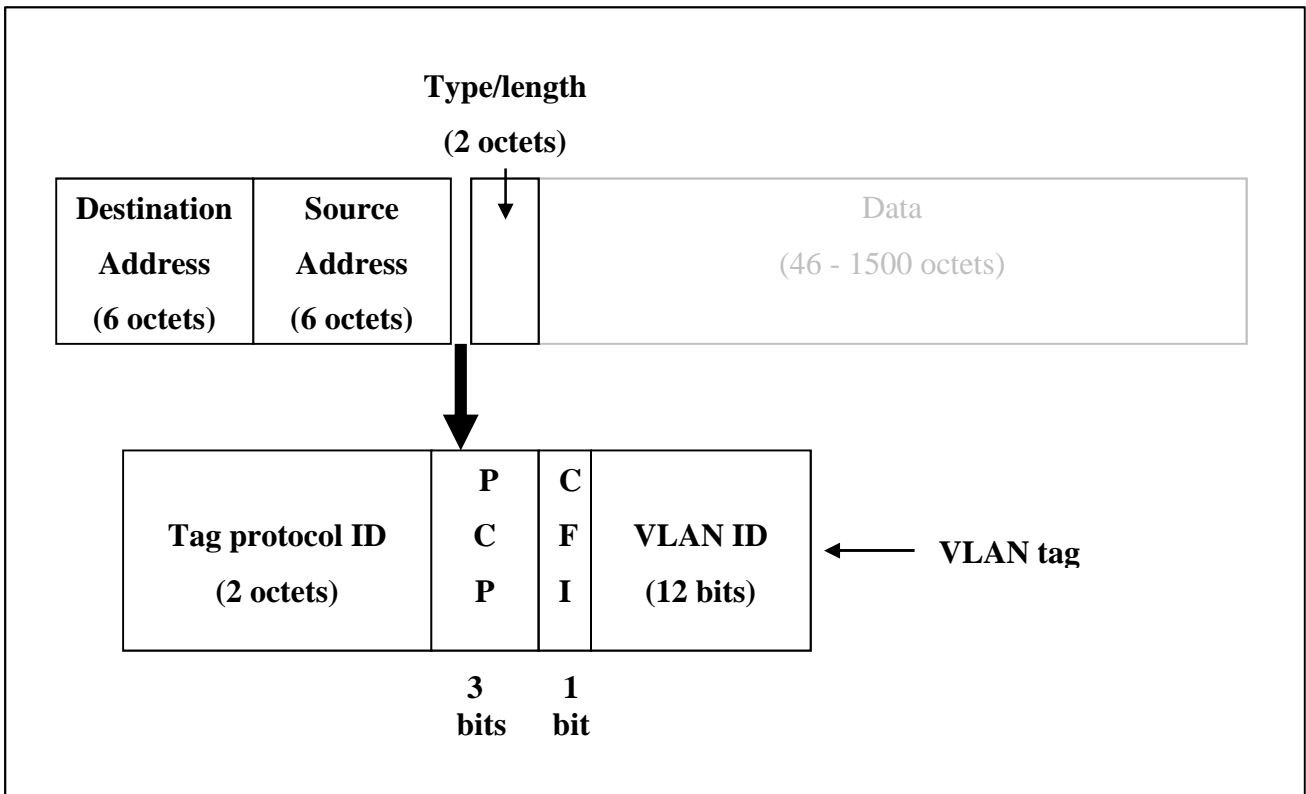 Type/length
(2 octets)
Destination
Address
(6 octets)
Source
Address
(6 octets)
Data
(46 - 1500 octets)
Tag protocol ID
(2 octets)
P
C
P
C
F
I
VLAN ID
(12 bits)
VLAN tag
3
bits
1
bit